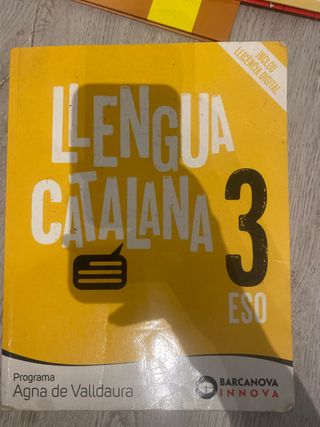 INCLOU
LLICÈNCIA DIGITAL
LLENGUA
CATALANA
3
ESO
Programa
Agna de Valldaura
BARCANOVA
INNOVA